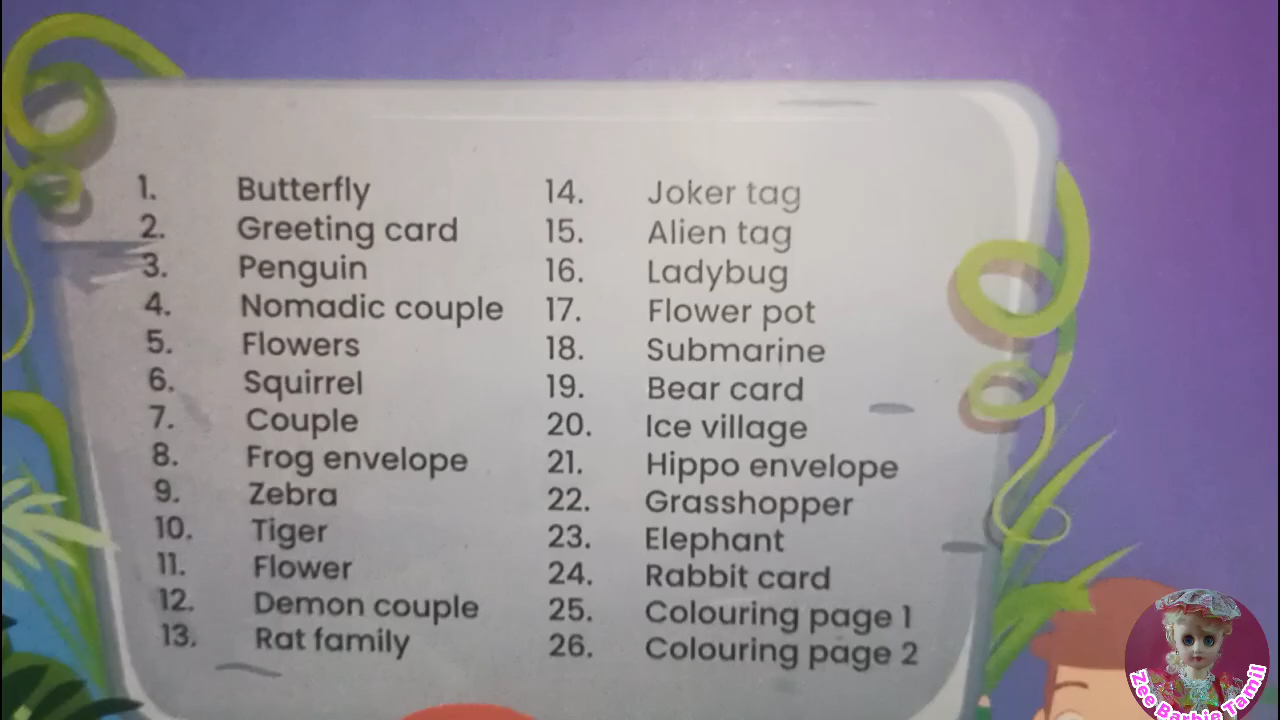 1. Butterfly
2. Greeting card
3. Penguin
4. Nomadic couple
5. Flowers
6. Squirrel
7. Couple
8. Frog envelope
9. Zebra
10. Tiger
11. Flower
12. Demon couple
13. Rat family
14. Joker tag
15. Alien tag
16. Ladybug
17. Flower pot
18. Submarine
19. Bear card
20. Ice village
21. Hippo envelope
22. Grasshopper
23. Elephant
24. Rabbit card
25. Colouring page 1
26. Colouring page 2
Zee Barbie Tamil